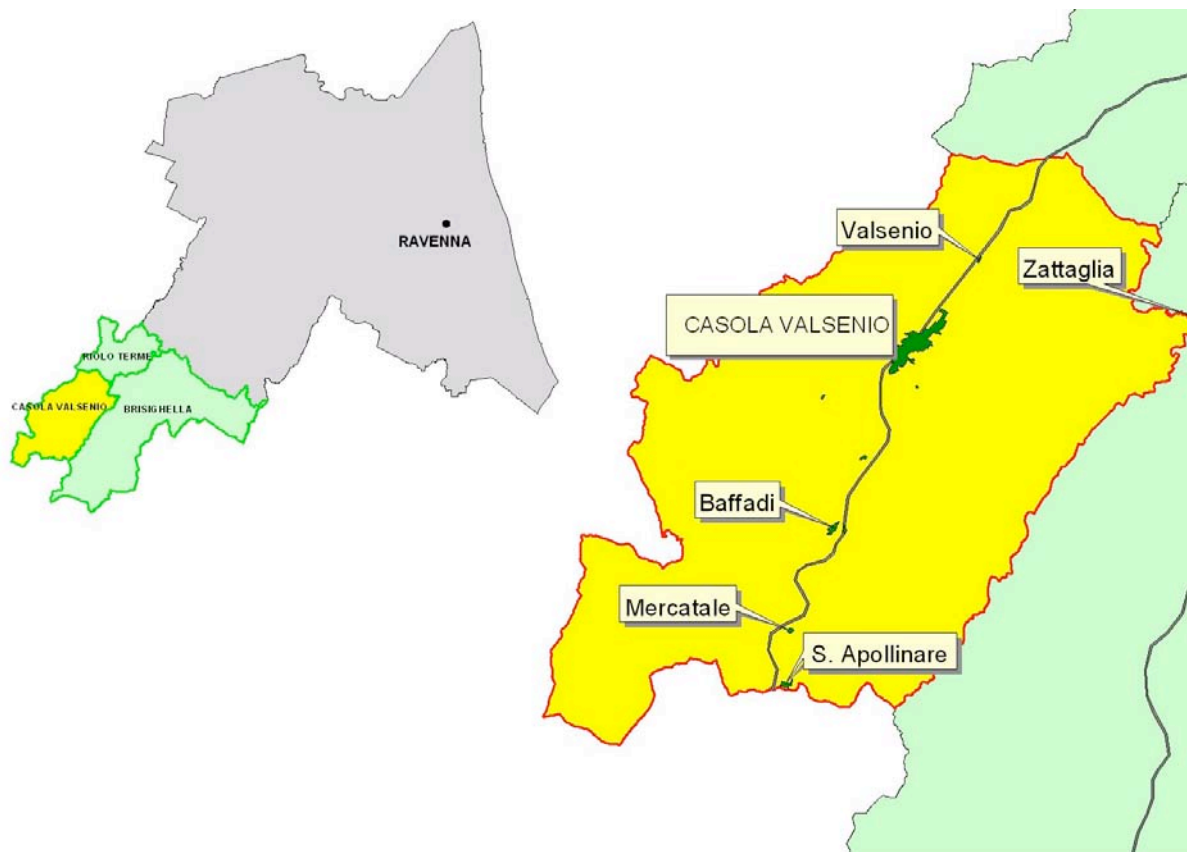 RAVENNA
RIOLO TERME
CASOLA VALSENIO
BRISIGHELLA
Valsenio
Zattaglia
CASOLA VALSENIO
Baffadi
Mercatale
S. Apollinare